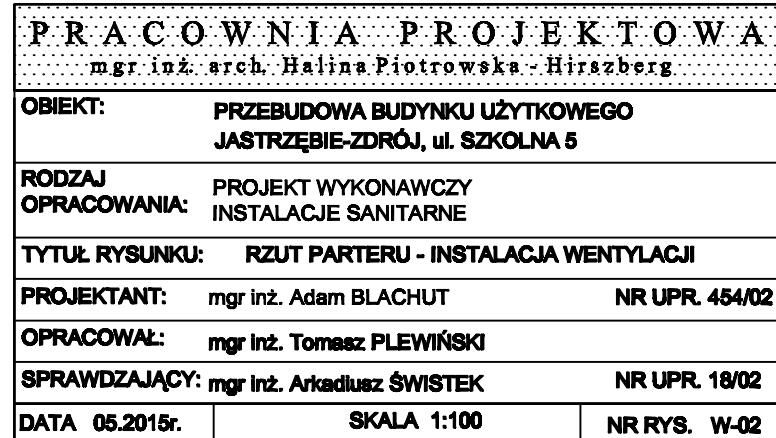 PRACOWNIA PROJEKTOWA
mgr inż. arch. Halina Piotrowska - Hirszberg
OBIEKT: PRZEBUDOWA BUDYNKU UŻYTKOWEGO
JASTRZĘBIE-ZDRÓJ, ul. SZKOLNA 5
RODZAJ OPRACOWANIA: PROJEKT WYKONAWCZY
INSTALACJE SANITARNE
TYTUŁ RYSUNKU: RZUT PARTERU - INSTALACJA WENTYLACJI
PROJEKTANT: mgr inż. Adam BLACHUT NR UPR. 454/02
OPRACOWAŁ: mgr inż. Tomasz PLEWIŃSKI
SPRAWDZAJĄCY: mgr inż. Arkadiusz ŚWISTEK NR UPR. 18/02
DATA 05.2015r. SKALA 1:100 NR RYS. W-02